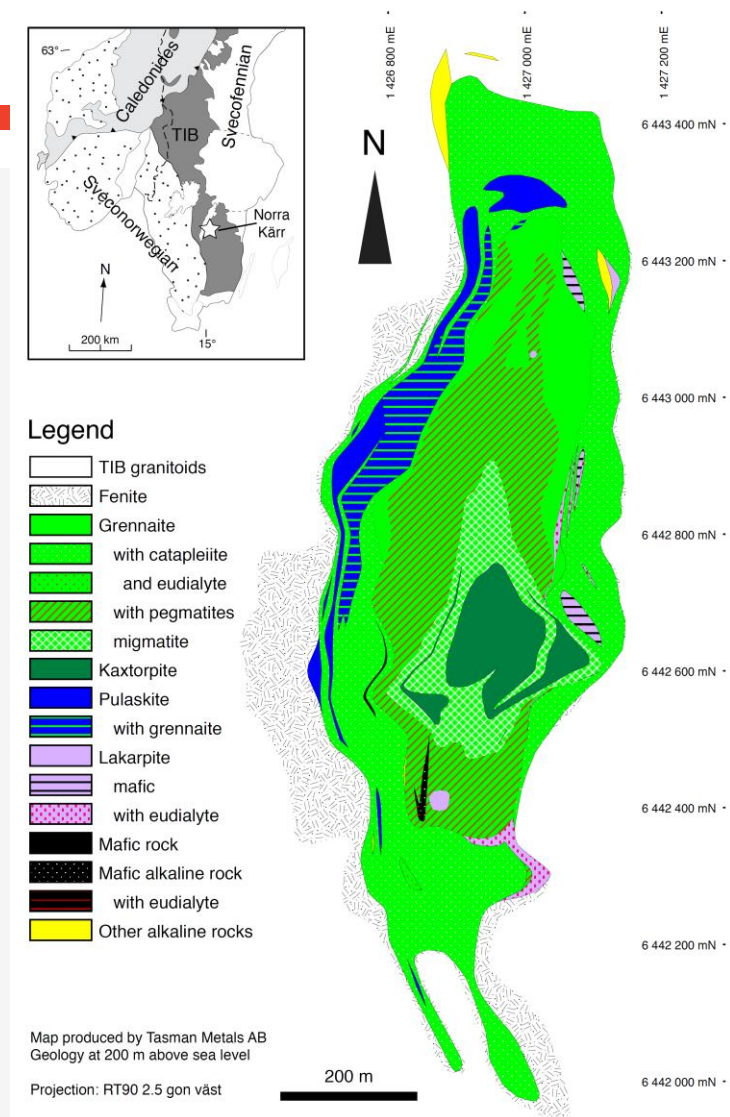 63°
Caledonides
TIB
Svecofennian
Sveconorwegian
Norra
Kärr
N
200 km
15°
N
1 426 800 mE
1 427 000 mE
1 427 200 mE
6 443 400 mN
6 443 200 mN
6 443 000 mN
6 442 800 mN
6 442 600 mN
6 442 400 mN
6 442 200 mN
6 442 000 mN
Legend
TIB granitoids
Fenite
Grennaite
with catapleiite
and eudialyte
with pegmatites
migmatite
Kaxtorpite
Pulaskite
with grennaite
Lakarpite
mafic
with eudialyte
Mafic rock
Mafic alkaline rock
with eudialyte
Other alkaline rocks
Map produced by Tasman Metals AB
Geology at 200 m above sea level
Projection: RT90 2.5 gon väst
200 m